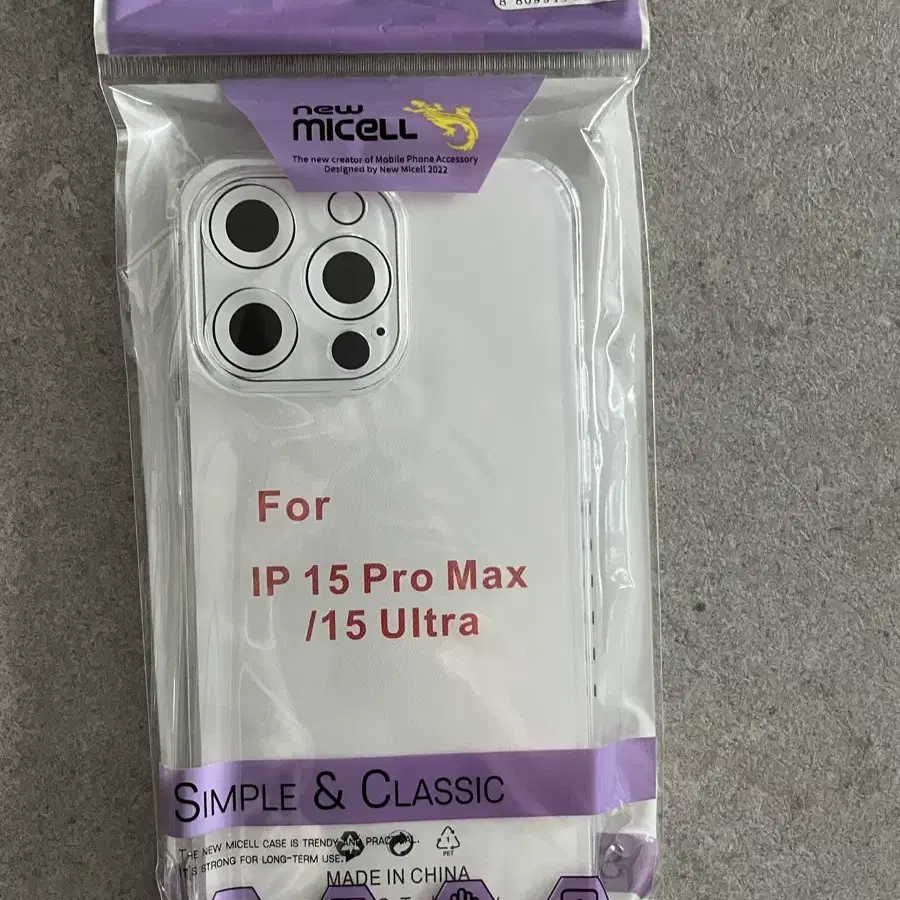 new
micell
The new creator of Mobile Phone Accessory
Designed by New Micell 2022
For
IP 15 Pro Max
/15 Ultra
SIMPLE & CLASSIC
THE NEW MICELL CASE IS TRENDY AND PRACTICAL.
IT'S STRONG FOR LONG-TERM USE.
1
PET
MADE IN CHINA